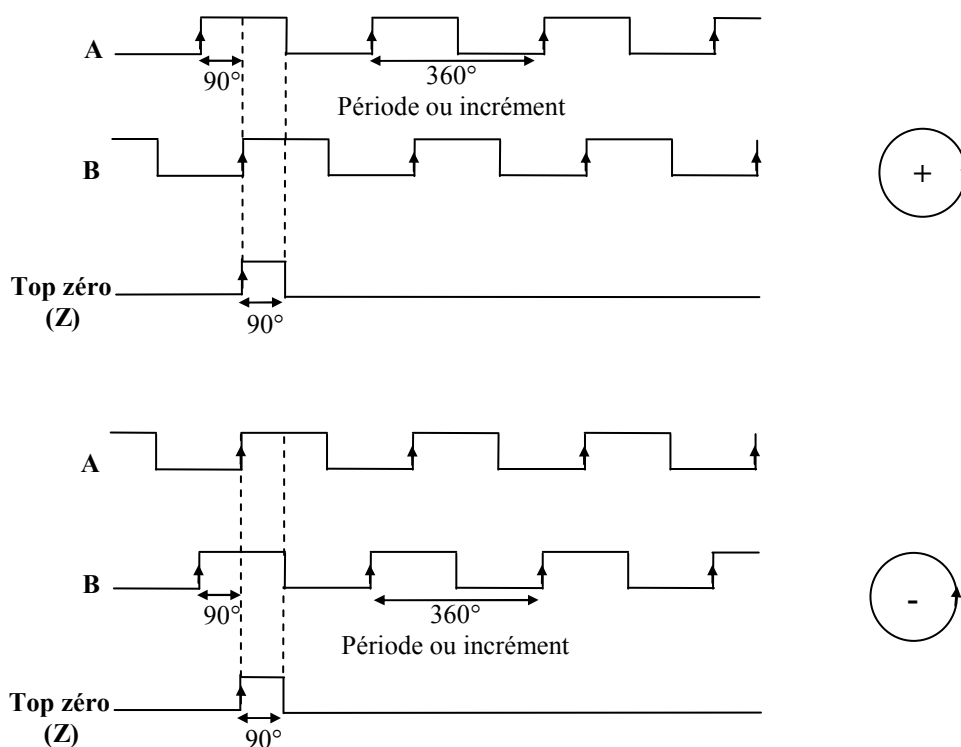 A
90°
360°
Période ou incrément
B
+
Top zéro
(Z)
90°
A
B
90°
360°
Période ou incrément
-
Top zéro
(Z)
90°